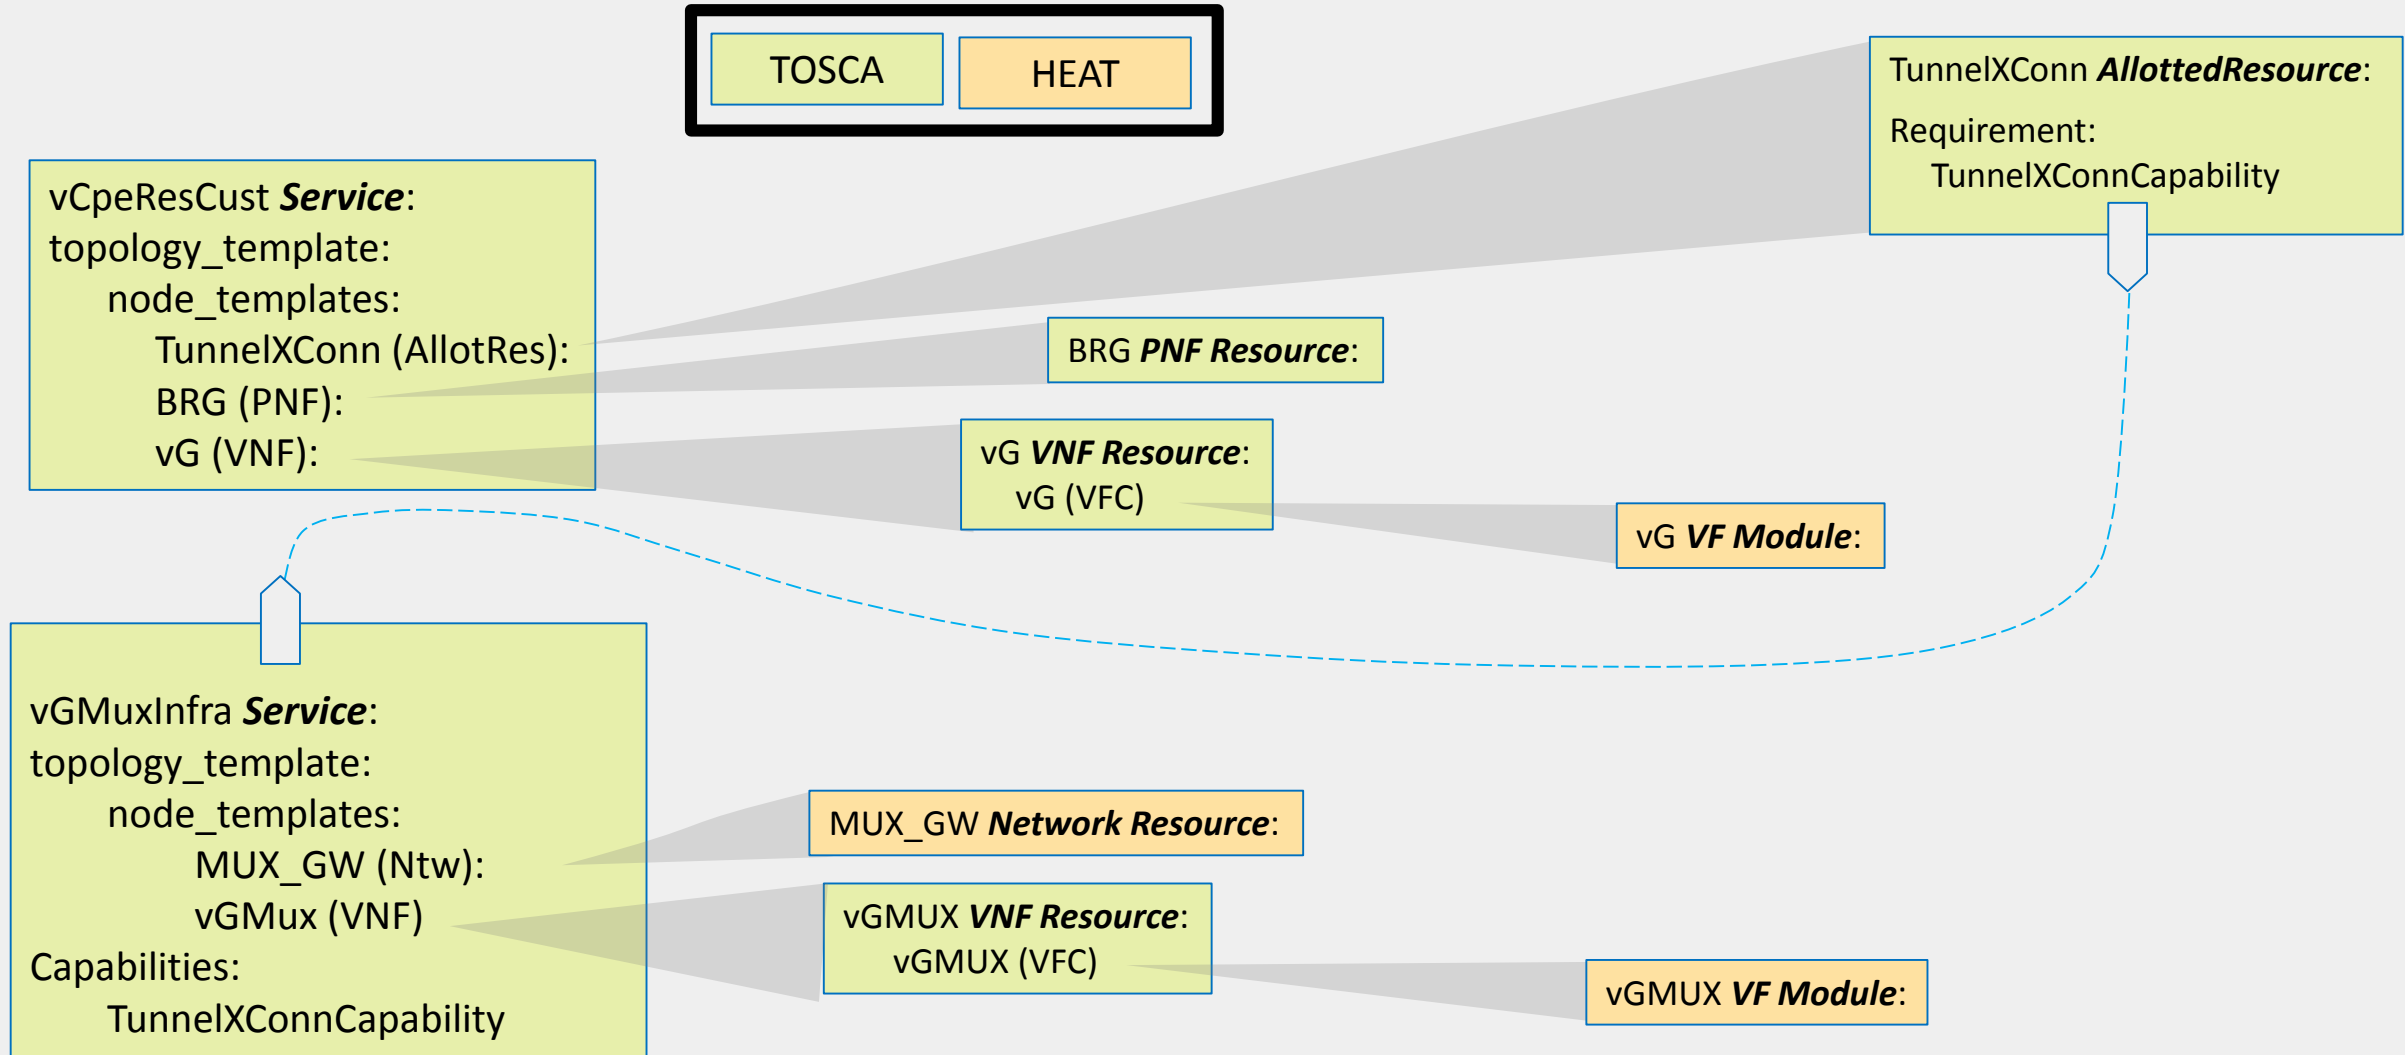 TOSCA
HEAT
TunnelXConn AllottedResource:
Requirement:
TunnelXConnCapability
vCpeResCust Service:
topology_template:
node_templates:
TunnelXConn (AllotRes):
BRG (PNF):
vG (VNF):
BRG PNF Resource:
vG VNF Resource:
vG (VFC)
vG VF Module:
vGMuxInfra Service:
topology_template:
node_templates:
MUX_GW (Ntw):
vGMux (VNF)
Capabilities:
TunnelXConnCapability
MUX_GW Network Resource:
vGMUX VNF Resource:
vGMUX (VFC)
vGMUX VF Module: